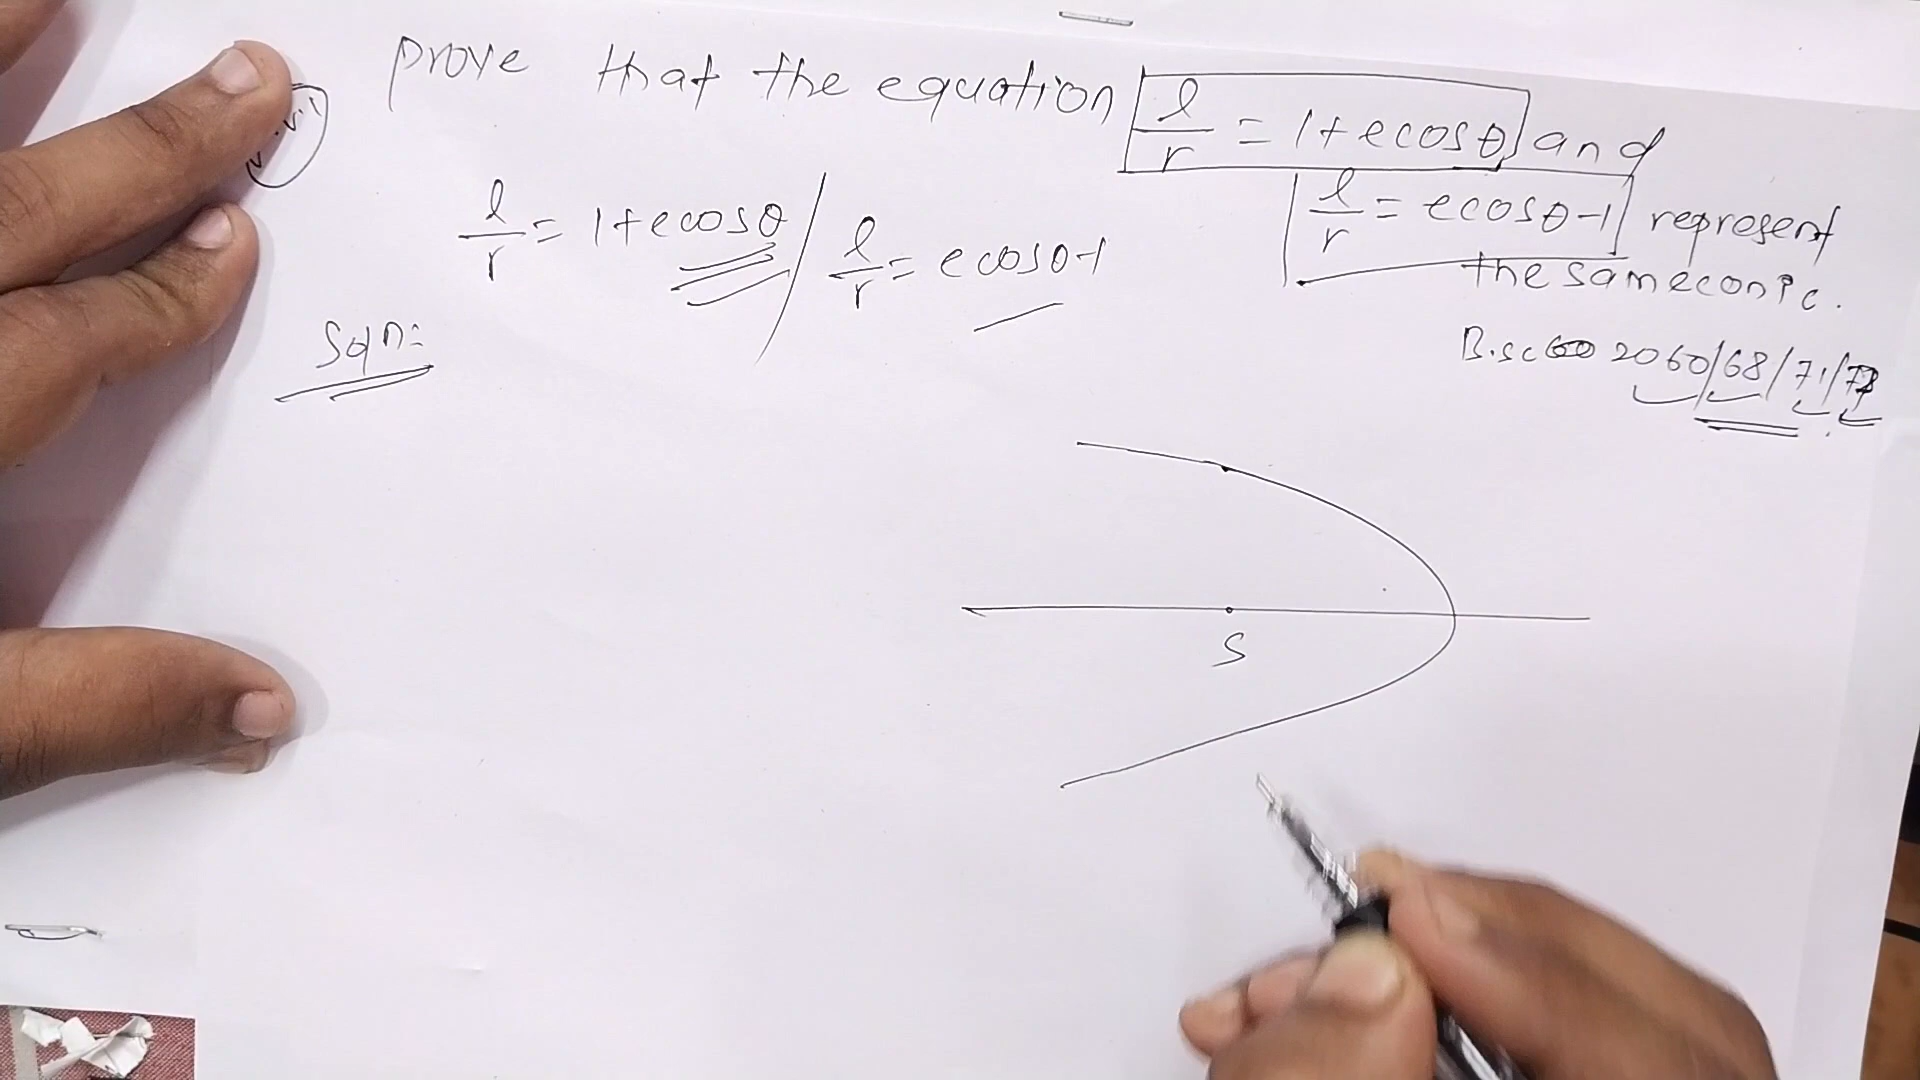 prove that the equation l/r = 1+ecosθ and
l/r = ecosθ-1 represent
the same conic.
l/r = 1+ecosθ / l/r = ecosθ-1
B.sc 2060/68/71/
Soln:
S